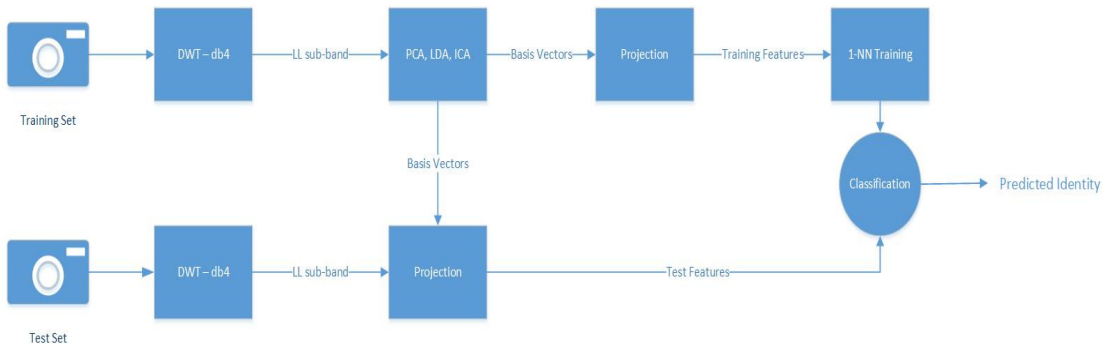 DWT – db4
LL sub-band
PCA, LDA, ICA
Basis Vectors
Projection
Training Features
1-NN Training
Training Set
Basis Vectors
Classification
Predicted Identity
DWT – db4
LL sub-band
Projection
Test Features
Test Set